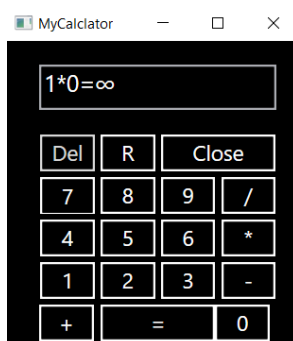 MyCalclator
1*0=∞
Del R Close
7 8 9 /
4 5 6 *
1 2 3 -
+ = 0